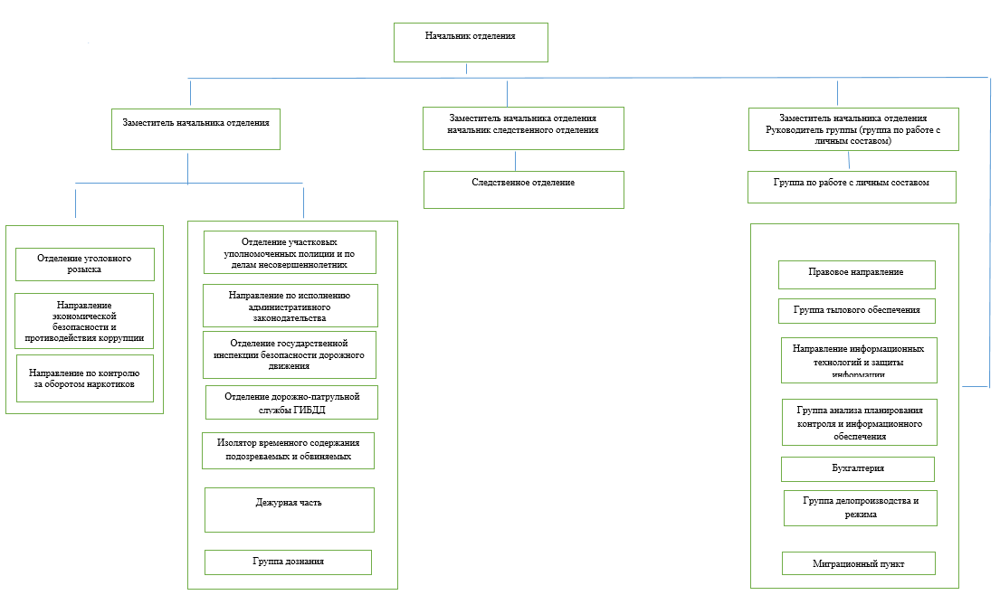 Начальник отделения
Заместитель начальника отделения
Заместитель начальника отделения
начальник следственного отделения
Заместитель начальника отделения
Руководитель группы (группа по работе с
личным составом)
Следственное отделение
Группа по работе с личным составом
Отделение уголовного
розыска
Направление
экономической
безопасности и
противодействия коррупции
Направление по контролю
за оборотом наркотиков
Отделение участковых
уполномоченных полиции и по
делам несовершеннолетних
Направление по исполнению
административного
законодательства
Отделение государственной
инспекции безопасности дорожного
движения
Отделение дорожно-патрульной
службы ГИБДД
Изолятор временного содержания
подозреваемых и обвиняемых
Дежурная часть
Группа дознания
Правовое направление
Группа тылового обеспечения
Направление информационных
технологий и защиты
информации
Группа анализа планирования
контроля и информационного
обеспечения
Бухгалтерия
Группа делопроизводства и
режима
Миграционный пункт